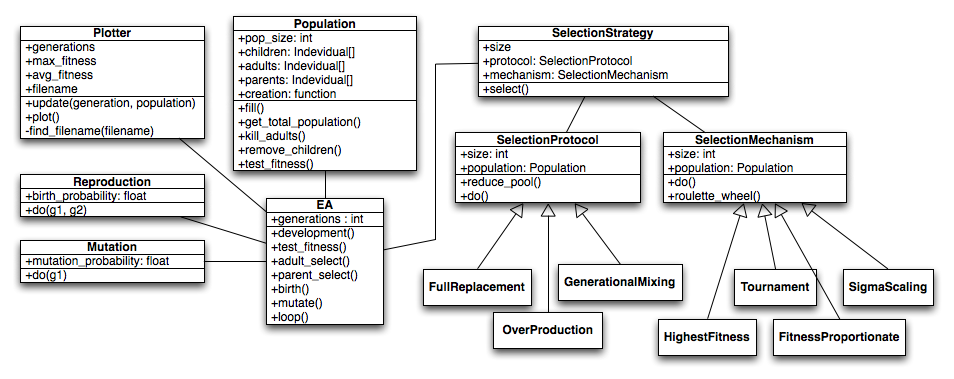 Plotter
+generations
+max_fitness
+avg_fitness
+filename
+update(generation, population)
+plot()
-find_filename(filename)
Population
+pop_size: int
+children: Indevidual[]
+adults: Indevidual[]
+parents: Indevidual[]
+creation: function
+fill()
+get_total_population()
+kill_adults()
+remove_children()
+test_fitness()
SelectionStrategy
+size
+protocol: SelectionProtocol
+mechanism: SelectionMechanism
+select()
SelectionProtocol
+size: int
+population: Population
+reduce_pool()
+do()
SelectionMechanism
+size: int
+population: Population
+do()
+roulette_wheel()
Reproduction
+birth_probability: float
+do(g1, g2)
Mutation
+mutation_probability: float
+do(g1)
EA
+generations : int
+development()
+test_fitness()
+adult_select()
+parent_select()
+birth()
+mutate()
+loop()
FullReplacement
GenerationalMixing
OverProduction
Tournament
SigmaScaling
HighestFitness
FitnessProportionate